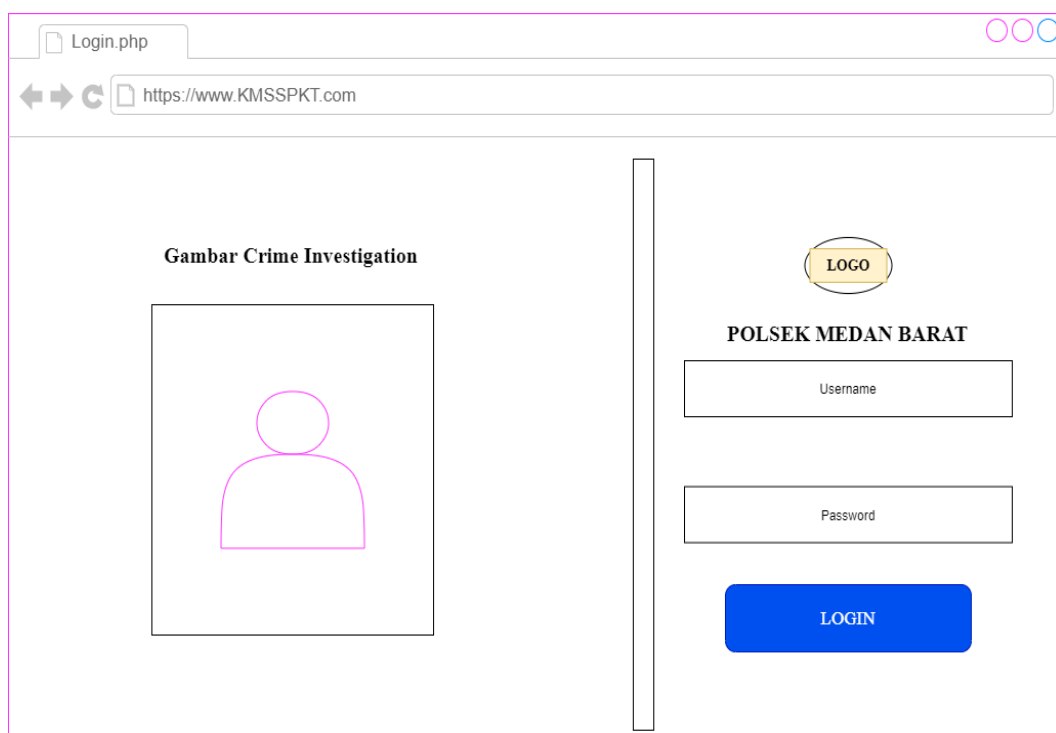 Login.php
https://www.KMSSPKT.com
Gambar Crime Investigation
LOGO
POLSEK MEDAN BARAT
Username
Password
LOGIN